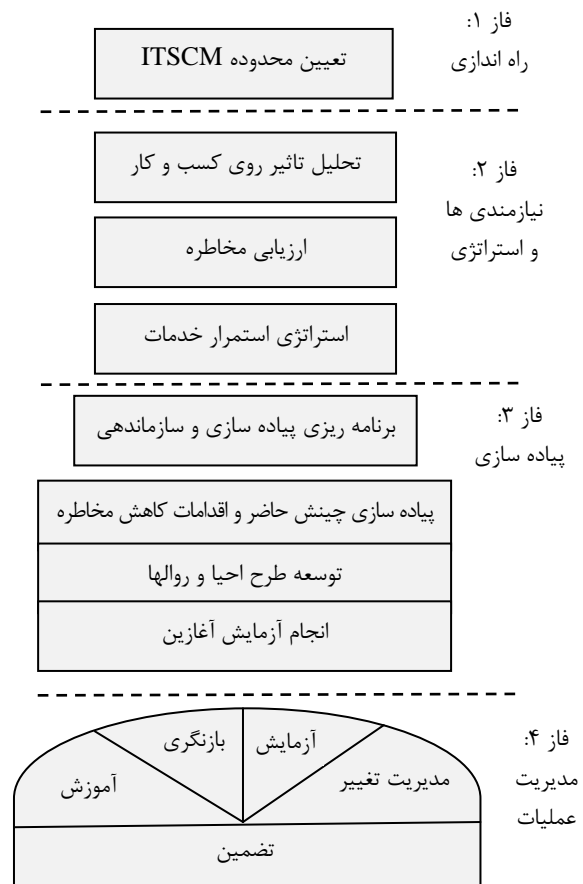 فاز ۱:
راه اندازی
تعیین محدوده ITSCM
فاز ۲:
نیازمندی ها
و استراتژی
تحلیل تاثیر روی کسب و کار
ارزیابی مخاطره
استراتژی استمرار خدمات
فاز ۳:
پیاده سازی
برنامه ریزی پیاده سازی و سازماندهی
پیاده سازی چینش حاضر و اقدامات کاهش مخاطره
توسعه طرح احیا و روالها
انجام آزمایش آغازین
فاز ۴:
مدیریت
عملیات
مدیریت تغییر
آزمایش
بازنگری
آموزش
تضمین